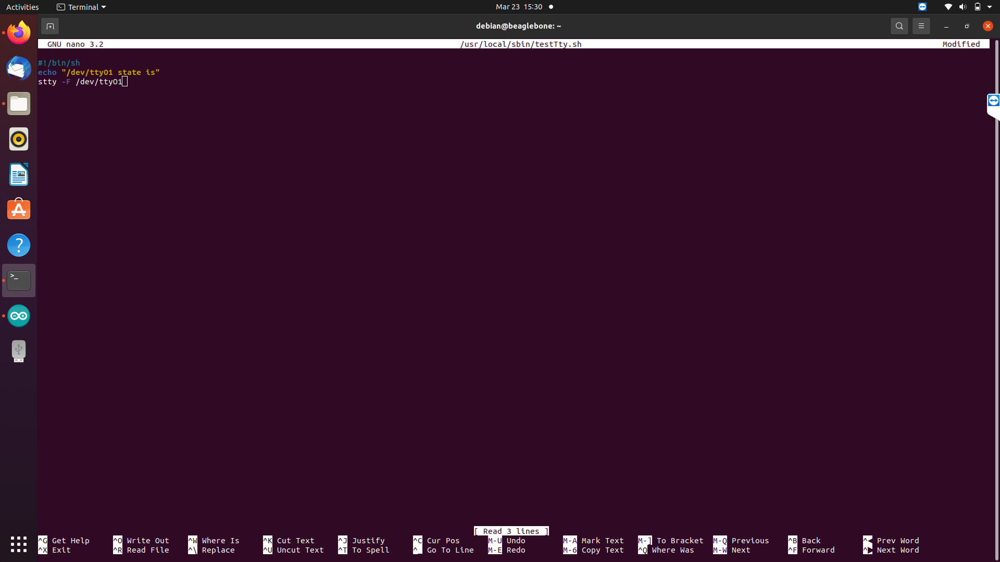 Activities
Terminal
Mar 23 15:30
debian@beaglebone: ~
GNU nano 3.2 /usr/local/sbin/testTty.sh Modified
#!/bin/sh
echo "/dev/ttyO1 state is"
stty -F /dev/ttyO1
[ Read 3 lines ]
^G Get Help ^O Write Out ^W Where Is ^K Cut Text ^J Justify ^C Cur Pos M-U Undo M-A Mark Text M-] To Bracket M-Q Previous ^B Back ^◀ Prev Word
^X Exit ^R Read File ^\ Replace ^U Uncut Text ^T To Spell ^_ Go To Line M-E Redo M-6 Copy Text ^Q Where Was M-W Next ^F Forward ^▶ Next Word